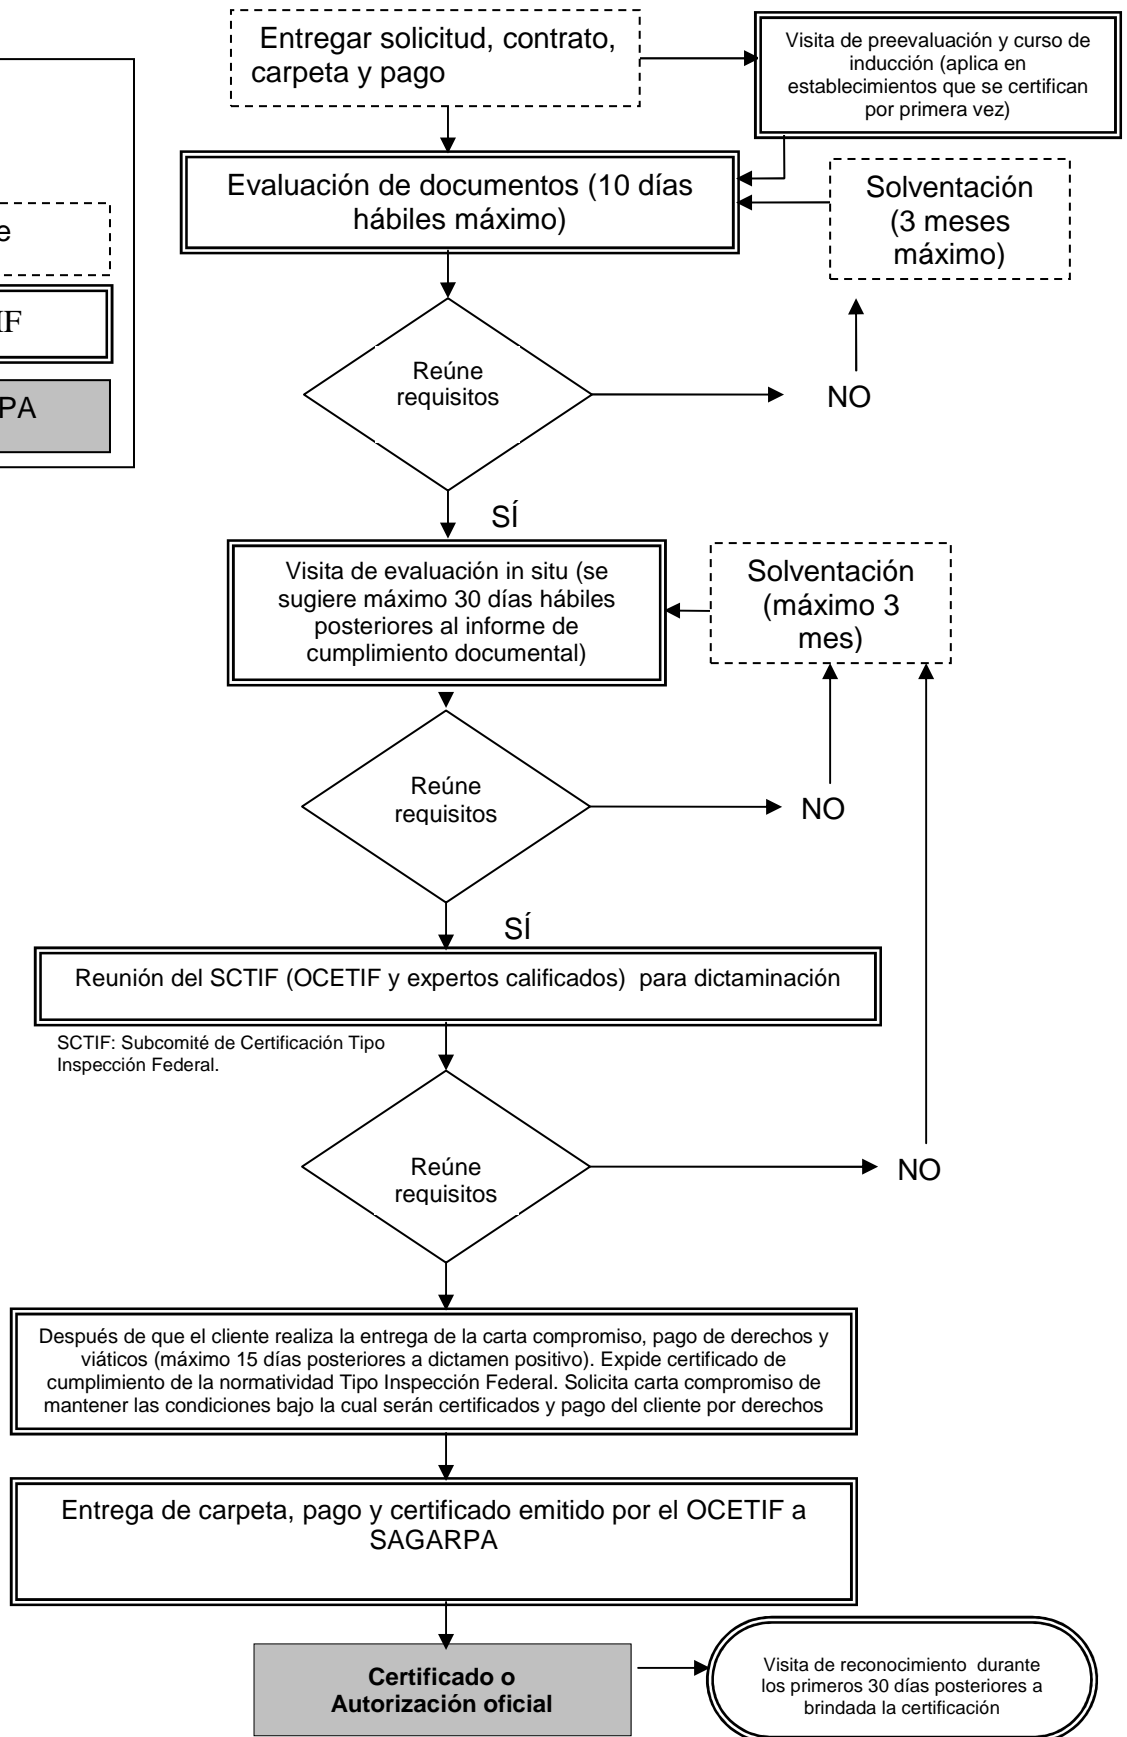 Entregar solicitud, contrato,
carpeta y pago
Visita de preevaluación y curso de
inducción (aplica en
establecimientos que se certifican
por primera vez)
Evaluación de documentos (10 días
hábiles máximo)
Solventación
(3 meses
máximo)
Reúne
requisitos
NO
SÍ
Visita de evaluación in situ (se
sugiere máximo 30 días hábiles
posteriores al informe de
cumplimiento documental)
Solventación
(máximo 3
mes)
Reúne
requisitos
NO
SÍ
Reunión del SCTIF (OCETIF y expertos calificados)  para dictaminación
SCTIF: Subcomité de Certificación Tipo
Inspección Federal.
Reúne
requisitos
NO
Después de que el cliente realiza la entrega de la carta compromiso, pago de derechos y
viáticos (máximo 15 días posteriores a dictamen positivo). Expide certificado de
cumplimiento de la normatividad Tipo Inspección Federal. Solicita carta compromiso de
mantener las condiciones bajo la cual serán certificados y pago del cliente por derechos
Entrega de carpeta, pago y certificado emitido por el OCETIF a
SAGARPA
Certificado o
Autorización oficial
Visita de reconocimiento  durante
los primeros 30 días posteriores a
brindada la certificación